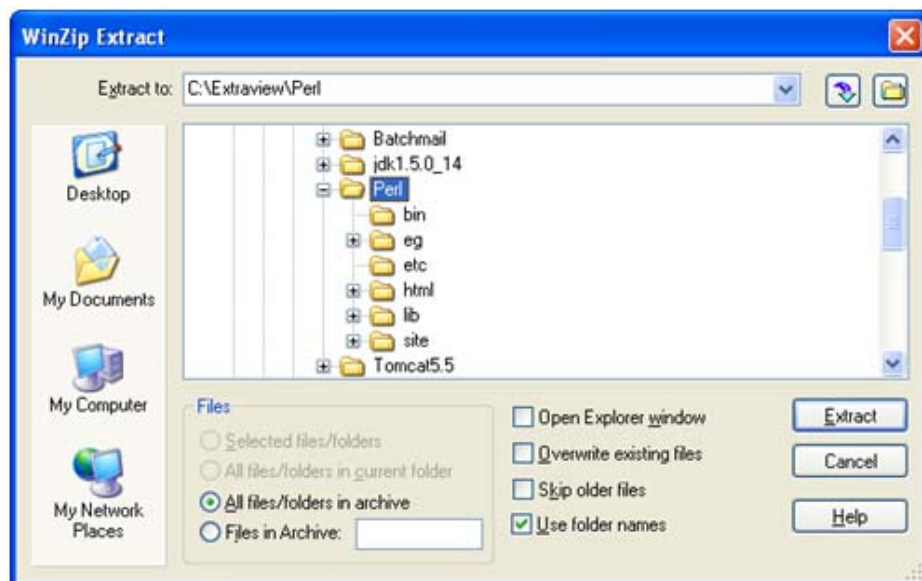 WinZip Extract
Extract to: C:\Extraview\Perl
Desktop
My Documents
My Computer
My Network
Places
Batchmail
jdk1.5.0_14
Perl
bin
eg
etc
html
lib
site
Tomcat5.5
Files
Selected files/folders
All files/folders in current folder
All files/folders in archive
Files in Archive:
Open Explorer window
Overwrite existing files
Skip older files
Use folder names
Extract
Cancel
Help